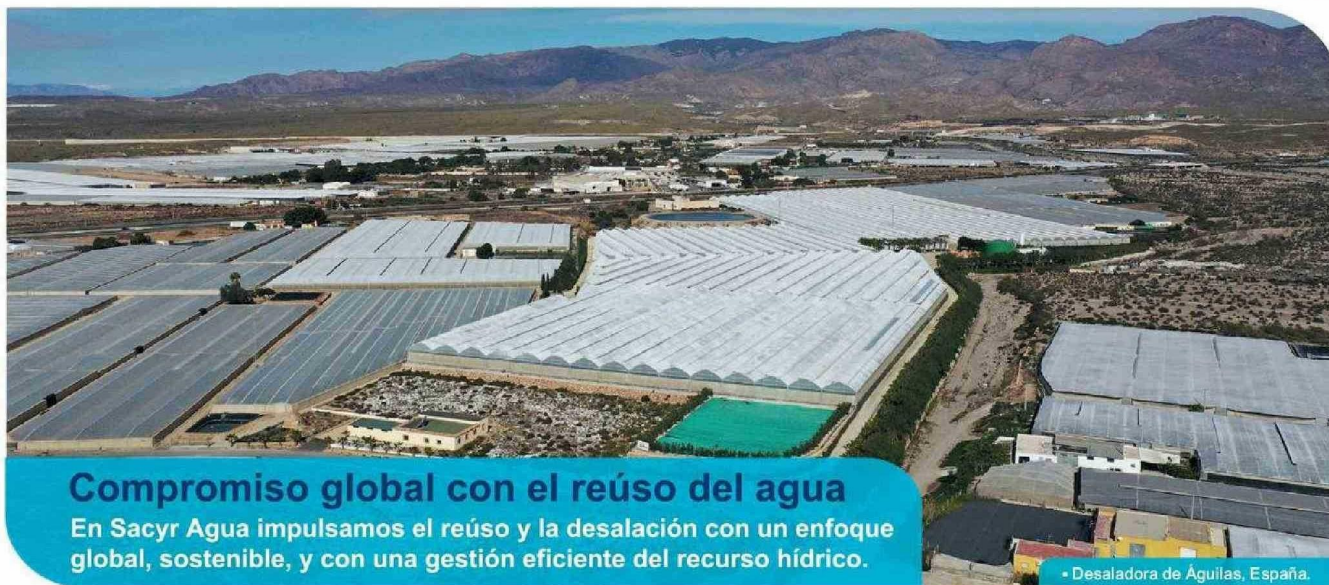 Compromiso global con el reúso del agua
En Sacyr Agua impulsamos el reúso y la desalación con un enfoque
global, sostenible, y con una gestión eficiente del recurso hídrico.
▪ Desaladora de Águilas, España.